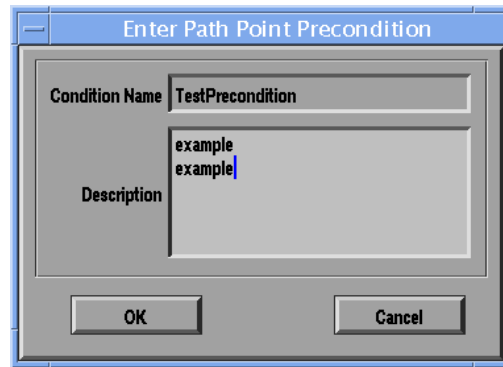 Enter Path Point Precondition
Condition Name TestPrecondition
example
example
Description
OK Cancel